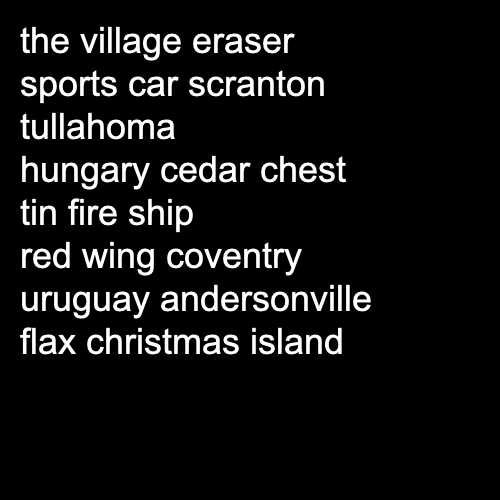 the village eraser
sports car scranton
tullahoma
hungary cedar chest
tin fire ship
red wing coventry
uruguay andersonville
flax christmas island